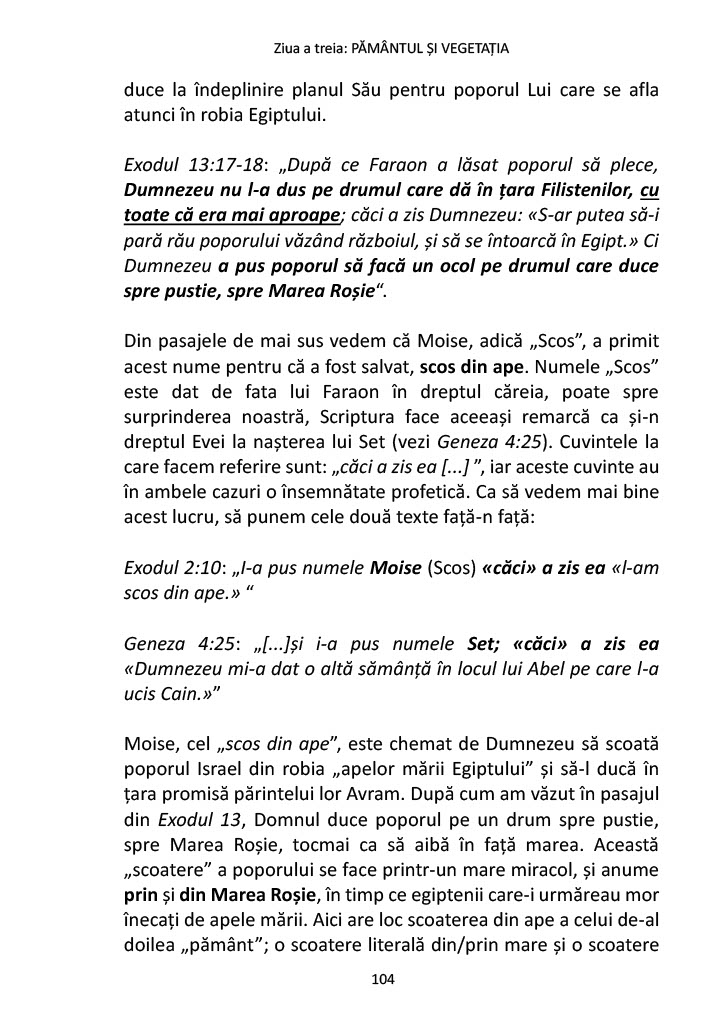 Ziua a treia: PĂMÂNTUL ȘI VEGETAȚIA
duce la îndeplinire planul Său pentru poporul Lui care se afla
atunci în robia Egiptului.
Exodul 13:17-18: „După ce Faraon a lăsat poporul să plece,
Dumnezeu nu l-a dus pe drumul care dă în țara Filistenilor, cu
toate că era mai aproape; căci a zis Dumnezeu: «S-ar putea să-i
pară rău poporului văzând războiul, și să se întoarcă în Egipt.» Ci
Dumnezeu a pus poporul să facă un ocol pe drumul care duce
spre pustie, spre Marea Roșie“.
Din pasajele de mai sus vedem că Moise, adică „Scos”, a primit
acest nume pentru că a fost salvat, scos din ape. Numele „Scos”
este dat de fata lui Faraon în dreptul căreia, poate spre
surprinderea noastră, Scriptura face aceeași remarcă ca și-n
dreptul Evei la nașterea lui Set (vezi Geneza 4:25). Cuvintele la
care facem referire sunt: „căci a zis ea [...] ”, iar aceste cuvinte au
în ambele cazuri o însemnătate profetică. Ca să vedem mai bine
acest lucru, să punem cele două texte față-n față:
Exodul 2:10: „I-a pus numele Moise (Scos) «căci» a zis ea «l-am
scos din ape.» “
Geneza 4:25: „[...]și i-a pus numele Set; «căci» a zis ea
«Dumnezeu mi-a dat o altă sămânță în locul lui Abel pe care l-a
ucis Cain.»”
Moise, cel „scos din ape”, este chemat de Dumnezeu să scoată
poporul Israel din robia „apelor mării Egiptului” și să-l ducă în
țara promisă părintelui lor Avram. După cum am văzut în pasajul
din Exodul 13, Domnul duce poporul pe un drum spre pustie,
spre Marea Roșie, tocmai ca să aibă în față marea. Această
„scoatere” a poporului se face printr-un mare miracol, și anume
prin și din Marea Roșie, în timp ce egiptenii care-i urmăreau mor
înecați de apele mării. Aici are loc scoaterea din ape a celui de-al
doilea „pământ”; o scoatere literală din/prin mare și o scoatere
104